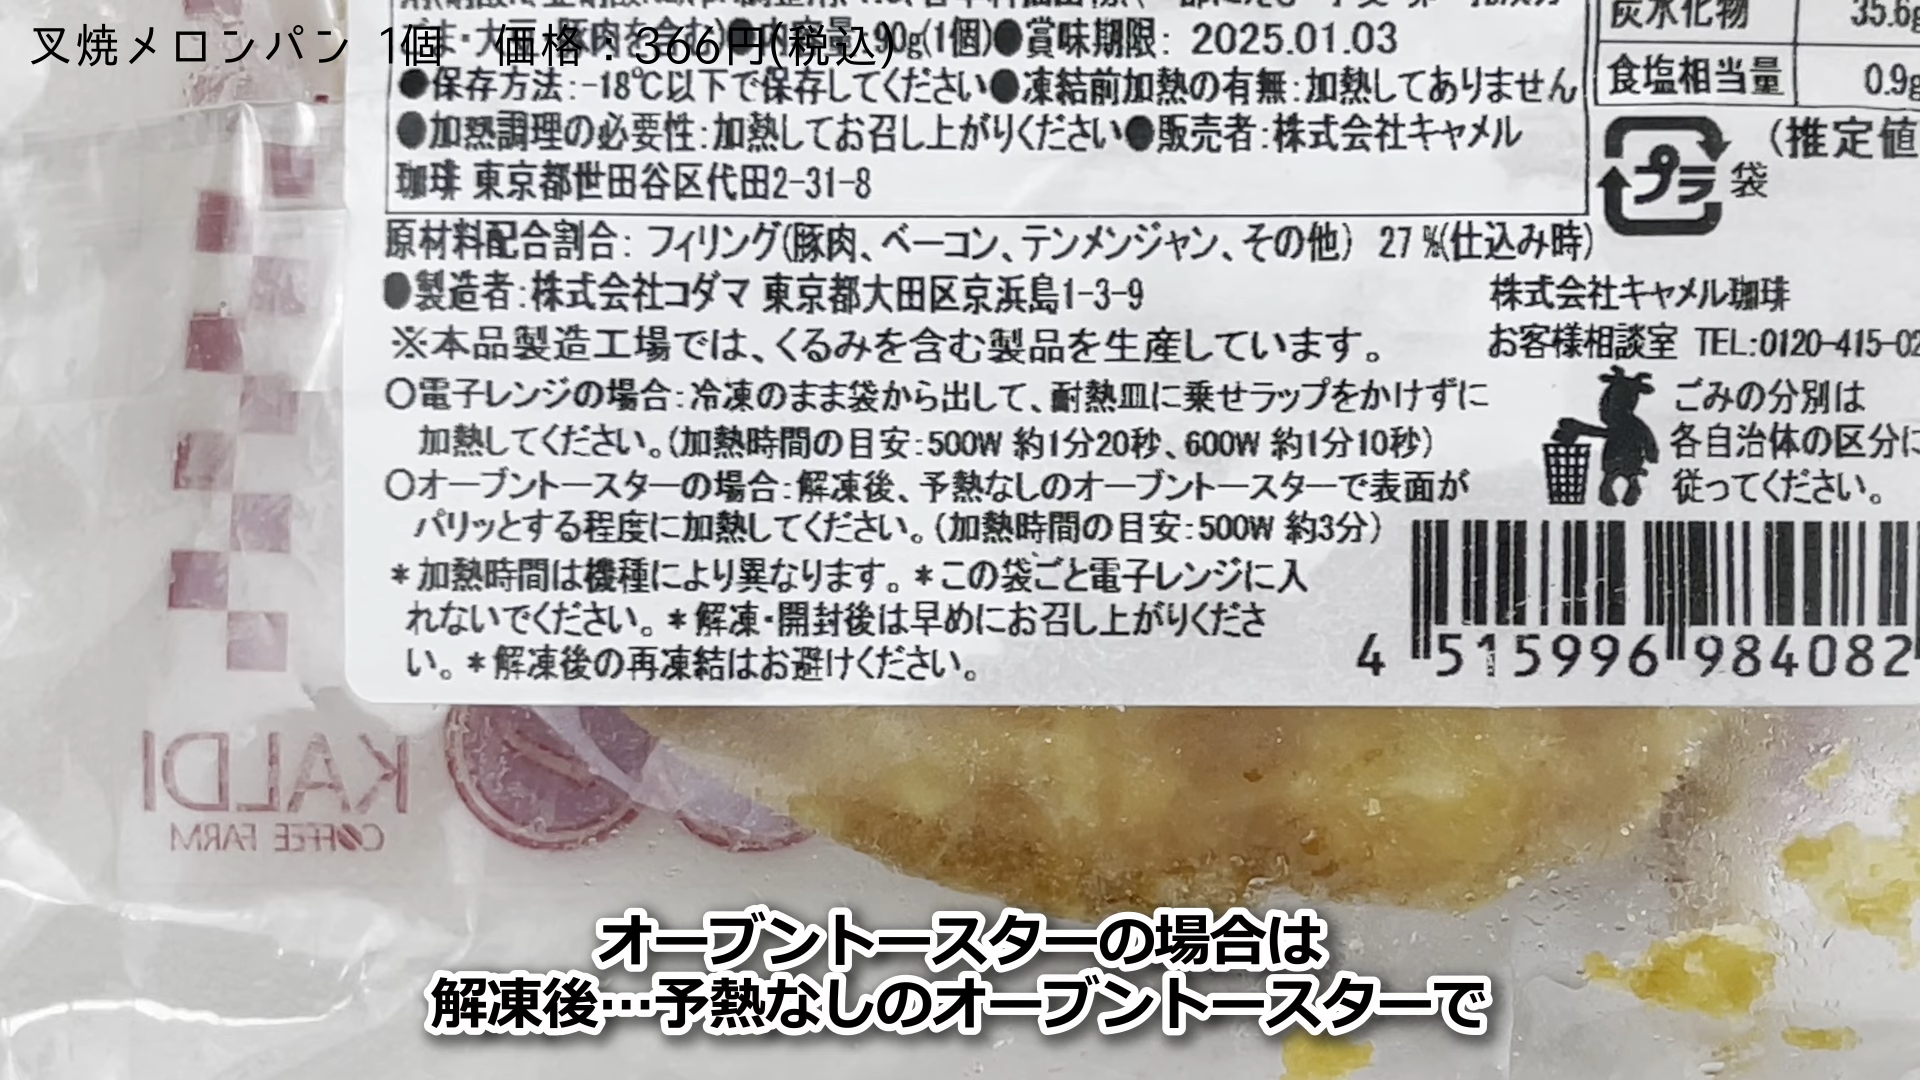 叉焼メロンパン 1個 価格：366円(税込)
ごま・大豆・豚肉を含む)●内容量:90g(1個)●賞味期限: 2025.01.03
●保存方法:-18℃以下で保存してください●凍結前加熱の有無:加熱してありません
●加熱調理の必要性:加熱してお召し上がりください●販売者:株式会社キャメル
珈琲 東京都世田谷区代田2-31-8
炭水化物 35.6g
食塩相当量 0.9g
(推定値
プラ 袋
原材料配合割合: フィリング(豚肉、ベーコン、テンメンジャン、その他) 27%(仕込み時)
●製造者:株式会社コダマ 東京都大田区京浜島1-3-9
※本品製造工場では、くるみを含む製品を生産しています。
株式会社キャメル珈琲
お客様相談室 TEL:0120-415-02
〇電子レンジの場合:冷凍のまま袋から出して、耐熱皿に乗せラップをかけずに
加熱してください。(加熱時間の目安:500W 約1分20秒、600W 約1分10秒)
〇オーブントースターの場合:解凍後、予熱なしのオーブントースターで表面が
パリッとする程度に加熱してください。(加熱時間の目安:500W 約3分)
＊加熱時間は機種により異なります。＊この袋ごと電子レンジに入
れないでください。＊解凍・開封後は早めにお召し上がりくださ
い。＊解凍後の再凍結はお避けください。
ごみの分別は
各自治体の区分に
従ってください。
4 515996 984082
KALDI
COFFEE FARM
オーブントースターの場合は
解凍後…予熱なしのオーブントースターで